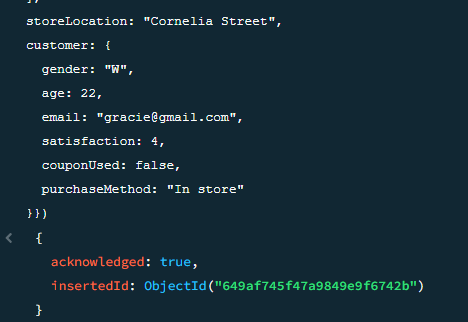 ],
storeLocation: "Cornelia Street",
customer: {
gender: "W",
age: 22,
email: "gracie@gmail.com",
satisfaction: 4,
couponUsed: false,
purchaseMethod: "In store"
}})
{
acknowledged: true,
insertedId: ObjectId("649af745f47a9849e9f6742b")
}